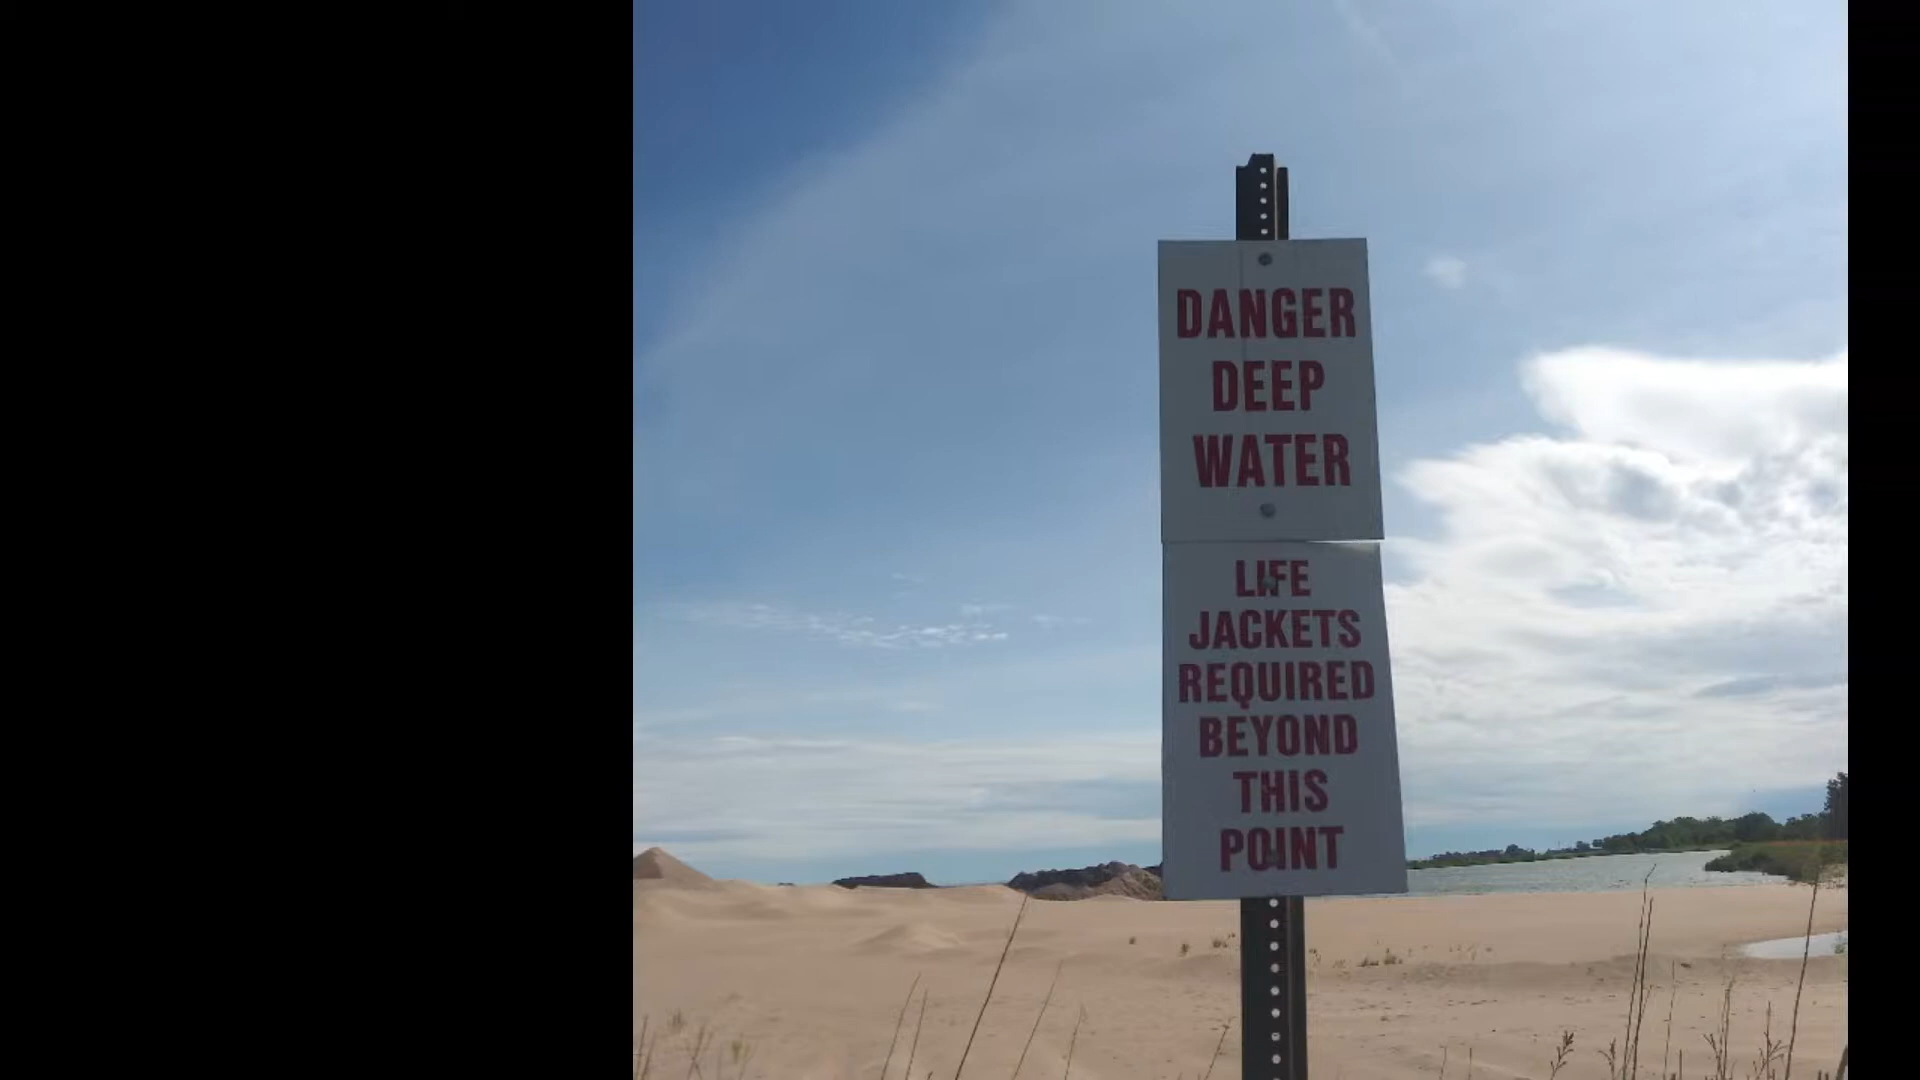 DANGER
DEEP
WATER
LIFE
JACKETS
REQUIRED
BEYOND
THIS
POINT